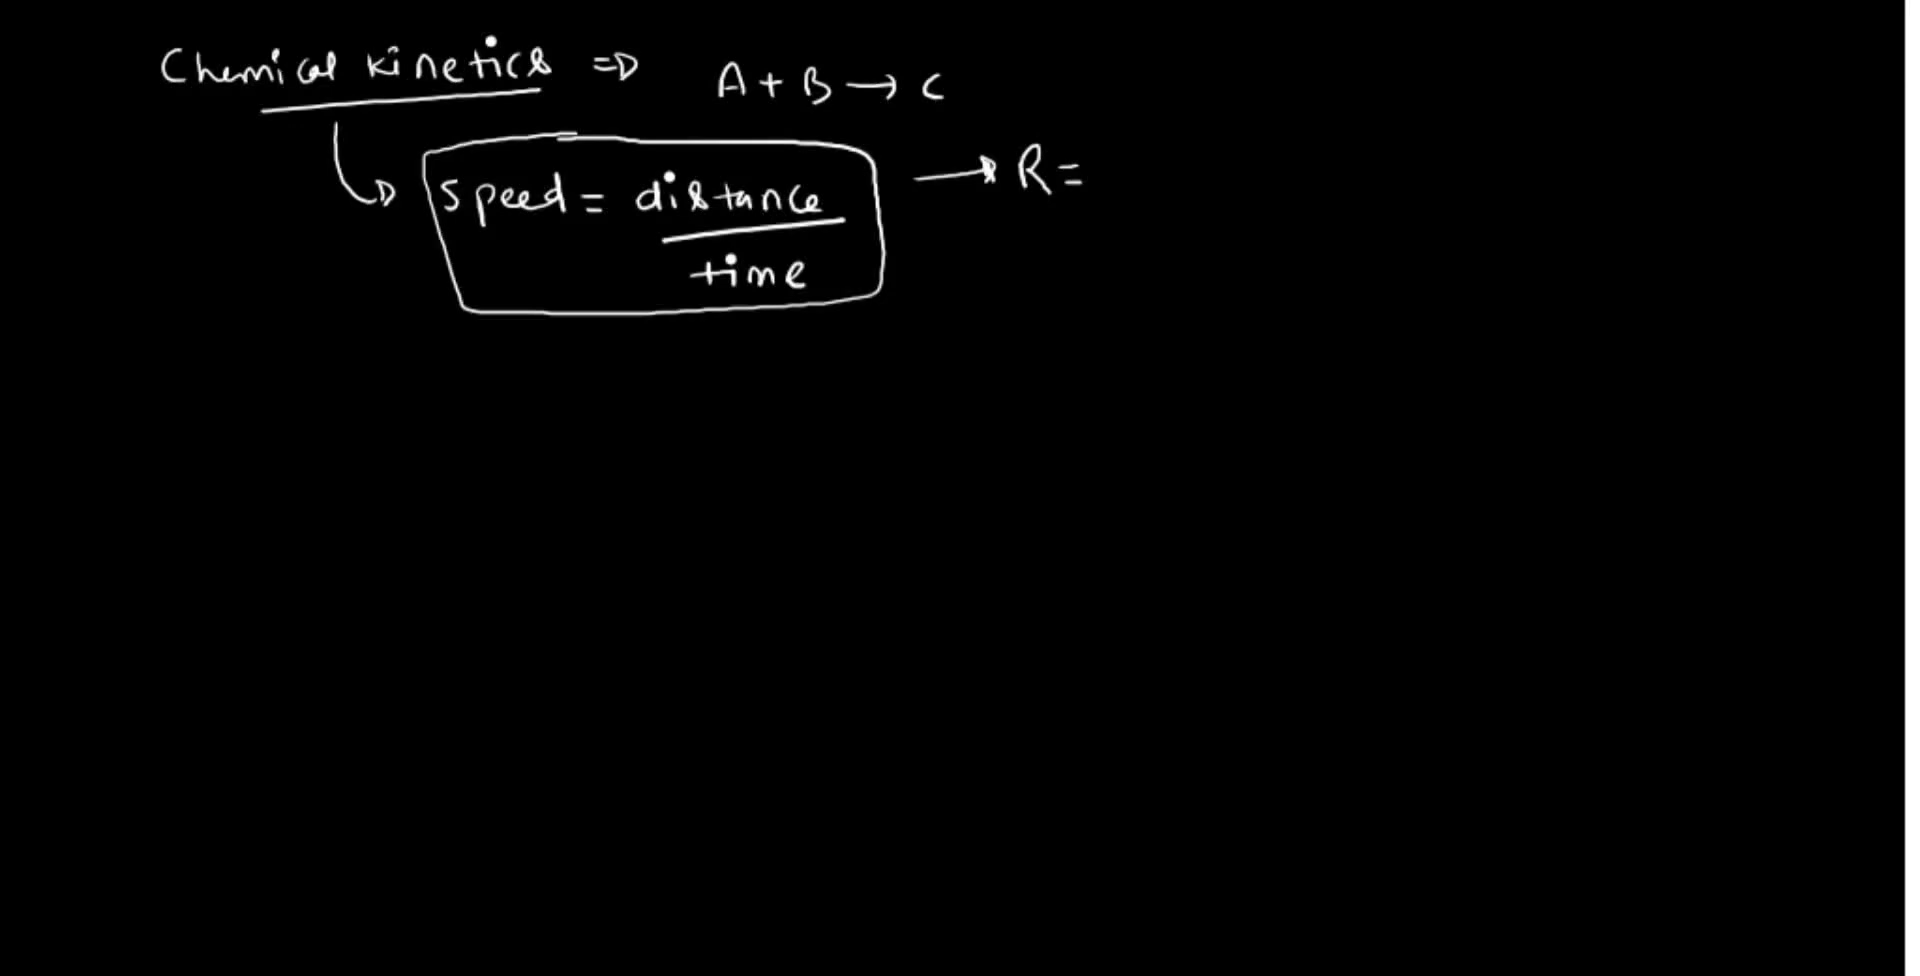 Chemical kinetics ⇒ A + B → C
Speed = distance → R =
time